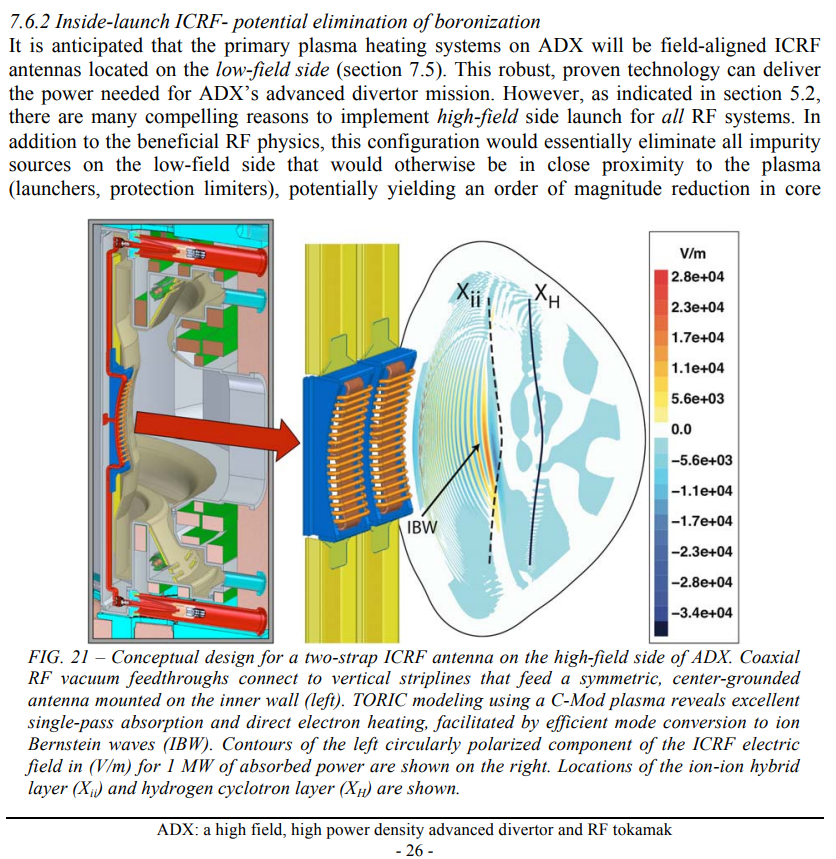 7.6.2 Inside-launch ICRF- potential elimination of boronization
It is anticipated that the primary plasma heating systems on ADX will be field-aligned ICRF
antennas located on the low-field side (section 7.5). This robust, proven technology can deliver
the power needed for ADX’s advanced divertor mission. However, as indicated in section 5.2,
there are many compelling reasons to implement high-field side launch for all RF systems. In
addition to the beneficial RF physics, this configuration would essentially eliminate all impurity
sources on the low-field side that would otherwise be in close proximity to the plasma
(launchers, protection limiters), potentially yielding an order of magnitude reduction in core
Xii
XH
IBW
V/m
2.8e+04
2.3e+04
1.7e+04
1.1e+04
5.6e+03
0.0
−5.6e+03
−1.1e+04
−1.7e+04
−2.3e+04
−2.8e+04
−3.4e+04
FIG. 21 – Conceptual design for a two-strap ICRF antenna on the high-field side of ADX. Coaxial
RF vacuum feedthroughs connect to vertical striplines that feed a symmetric, center-grounded
antenna mounted on the inner wall (left). TORIC modeling using a C-Mod plasma reveals excellent
single-pass absorption and direct electron heating, facilitated by efficient mode conversion to ion
Bernstein waves (IBW). Contours of the left circularly polarized component of the ICRF electric
field in (V/m) for 1 MW of absorbed power are shown on the right. Locations of the ion-ion hybrid
layer (Xii) and hydrogen cyclotron layer (XH) are shown.
ADX: a high field, high power density advanced divertor and RF tokamak
- 26 -